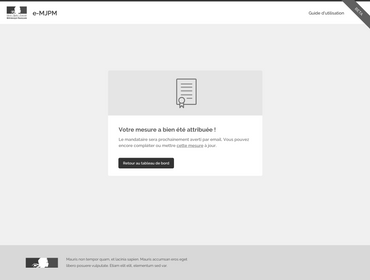 e-MJPM
Guide d'utilisation
BETA
Votre mesure a bien été attribuée !
Le mandataire sera prochainement averti par email. Vous pouvez
encore compléter ou mettre cette mesure à jour.
Retour au tableau de bord
Mauris non tempor quam, et lacinia sapien. Mauris accumsan eros eget
libero posuere vulputate. Etiam elit elit, elementum sed va